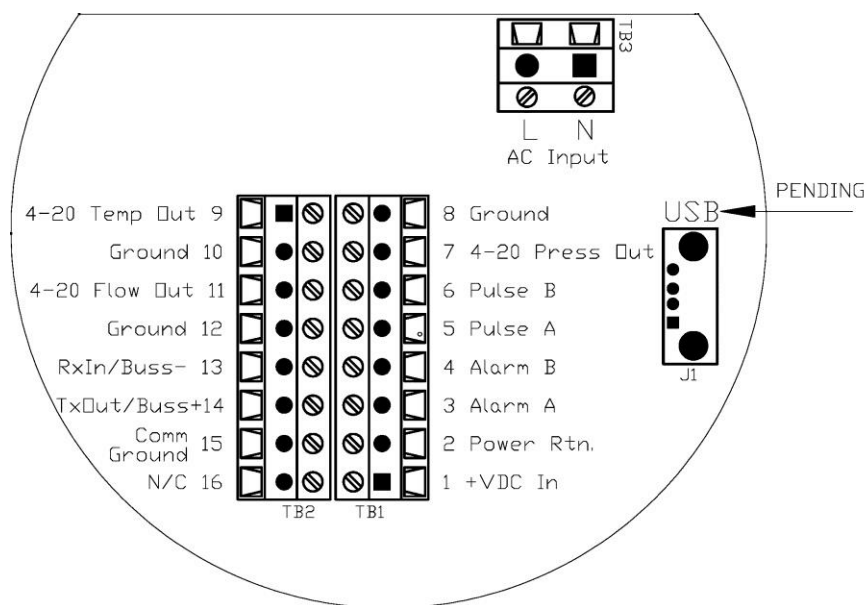 TB3
L N
AC Input
PENDING
USB
J1
4-20 Temp Out 9
Ground 10
4-20 Flow Out 11
Ground 12
RxIn/Buss- 13
TxOut/Buss+14
Comm
Ground 15
N/C 16
TB2
8 Ground
7 4-20 Press Out
6 Pulse B
5 Pulse A
4 Alarm B
3 Alarm A
2 Power Rtn.
1 +VDC In
TB1